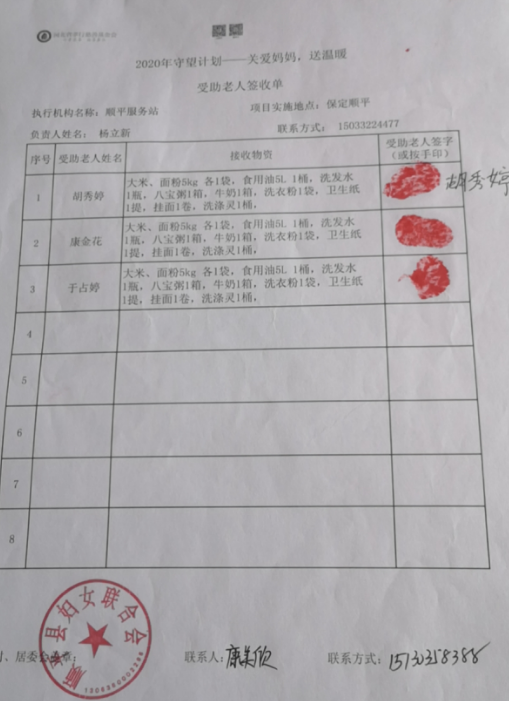 2020年守望计划——关爱妈妈，送温暖
受助老人签收单
执行机构名称：顺平服务站 项目实施地点：保定顺平
负责人姓名： 杨立新 联系方式： 15033224477
序号 受助老人姓名 接收物资 受助老人签字
（或按手印）
1 胡秀婷 大米、面粉5kg 各1袋，食用油5L 1桶，洗发水
1瓶，八宝粥1箱，牛奶1箱，洗衣粉1袋，卫生纸
1提，挂面1卷，洗涤灵1桶， 胡秀婷
2 康金花 大米、面粉5kg 各1袋，食用油5L 1桶，洗发水
1瓶，八宝粥1箱，牛奶1箱，洗衣粉1袋，卫生纸
1提，挂面1卷，洗涤灵1桶，
3 于占婷 大米、面粉5kg 各1袋，食用油5L 1桶，洗发水
1瓶，八宝粥1箱，牛奶1箱，洗衣粉1袋，卫生纸
1提，挂面1卷，洗涤灵1桶，
4
5
6
7
8
顺平县妇女联合会
居委会盖章： 联系人：康美欣 联系方式：